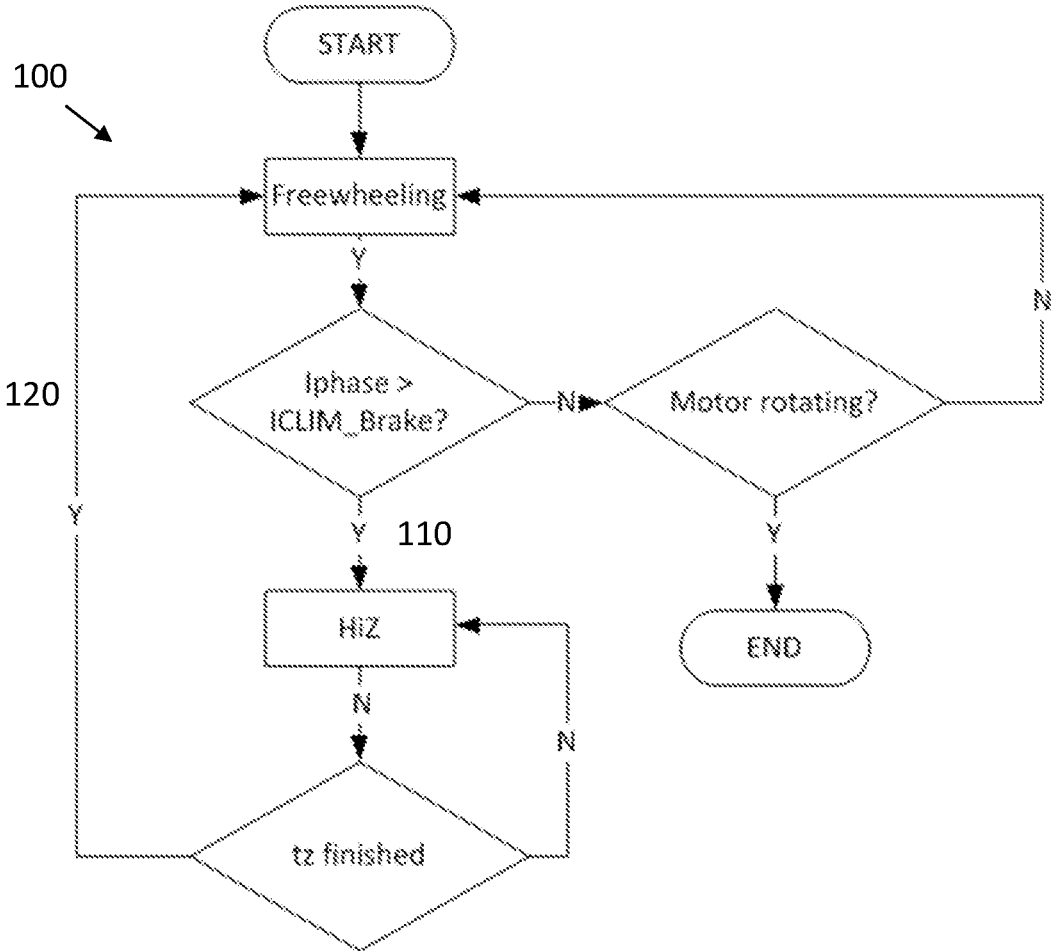 START
100
Freewheeling
Y
N
Iphase >
ICLIM_Brake?
N
Motor rotating?
120
Y
Y
110
Y
HiZ
END
N
N
tz finished